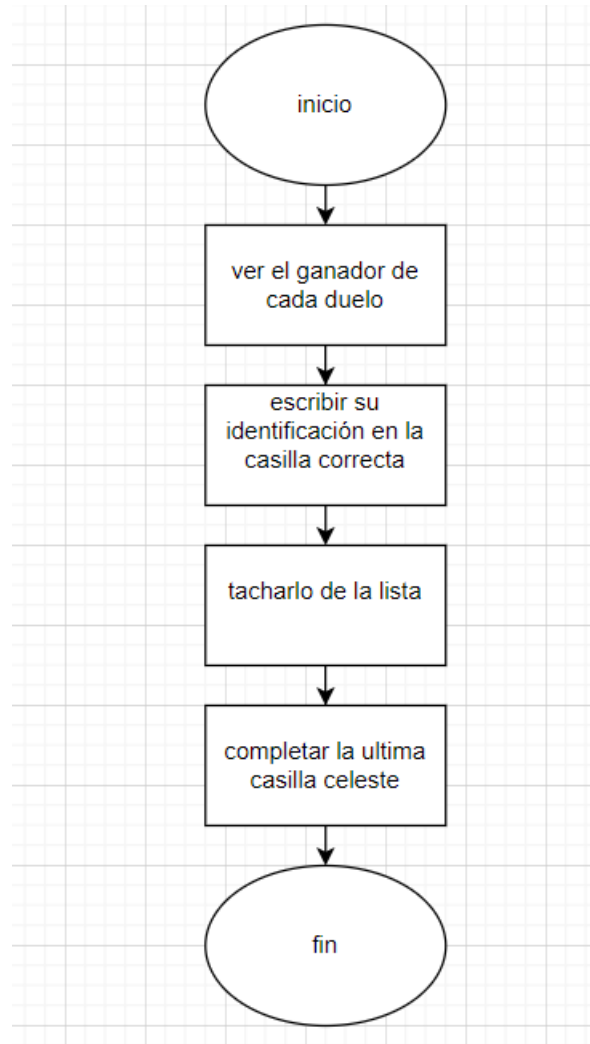 inicio
ver el ganador de
cada duelo
escribir su
identificación en la
casilla correcta
tacharlo de la lista
completar la ultima
casilla celeste
fin